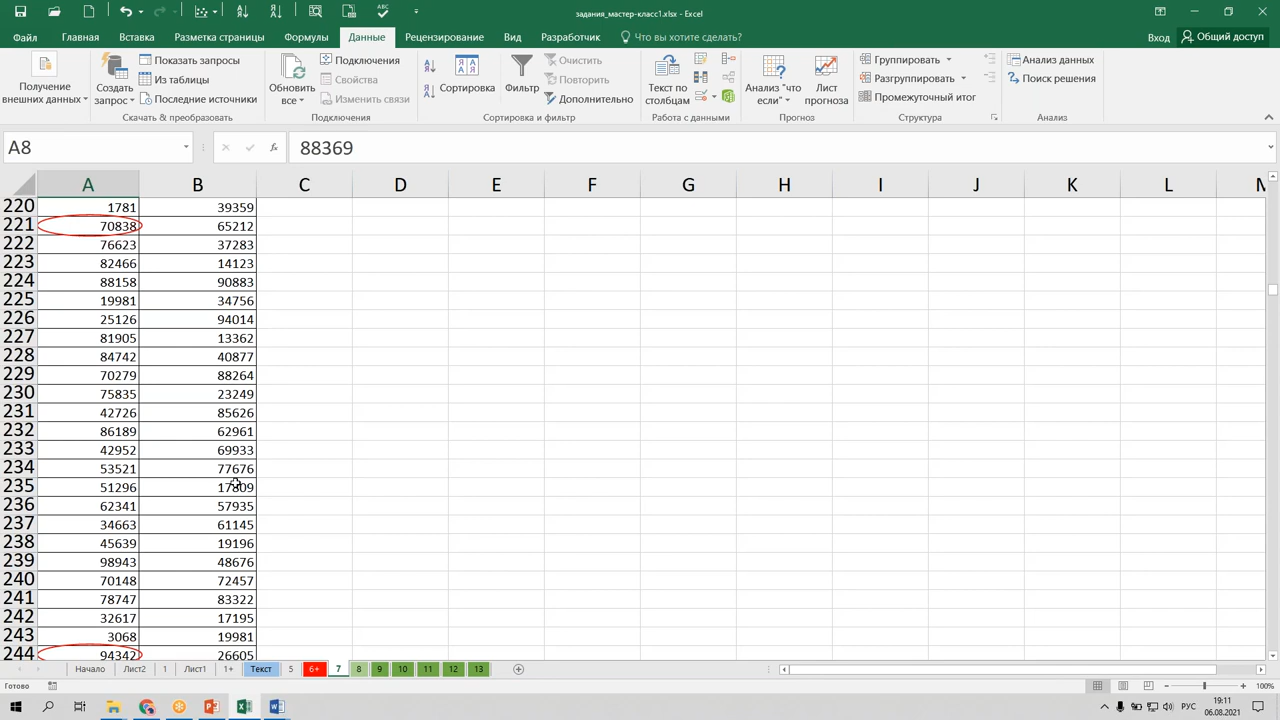 задания_мастер-класс1.xlsx - Excel
Файл Главная Вставка Разметка страницы Формулы Данные Рецензирование Вид Разработчик Что вы хотите сделать? Вход Общий доступ
Получение внешних данных
Создать запрос
Показать запросы
Из таблицы
Последние источники
Скачать & преобразовать
Обновить все
Подключения
Свойства
Изменить связи
Подключения
Сортировка
Фильтр
Очистить
Повторить
Дополнительно
Сортировка и фильтр
Текст по столбцам
Работа с данными
Анализ "что если"
Лист прогноза
Прогноз
Группировать
Разгруппировать
Промежуточный итог
Структура
Анализ данных
Поиск решения
Анализ
A8 fx 88369
A B C D E F G H I J K L M
220 1781 39359
221 70838 65212
222 76623 37283
223 82466 14123
224 88158 90883
225 19981 34756
226 25126 94014
227 81905 13362
228 84742 40877
229 70279 88264
230 75835 23249
231 42726 85626
232 86189 62961
233 42952 69933
234 53521 77676
235 51296 17809
236 62341 57935
237 34663 61145
238 45639 19196
239 98943 48676
240 70148 72457
241 78747 83322
242 32617 17195
243 3068 19981
244 94342 26605
Начало Лист2 1 Лист1 1+ Текст 5 6+ 7 8 9 10 11 12 13
Готово 100%
РУС 19:11
06.08.2021